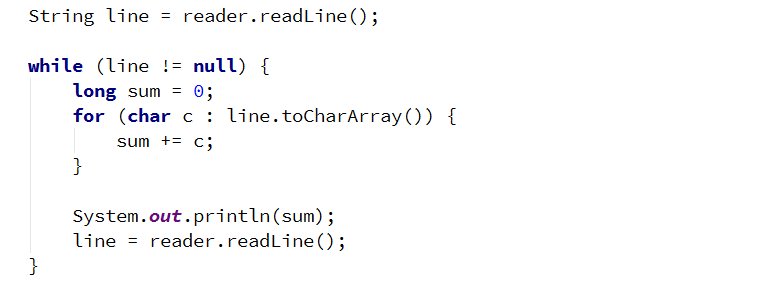 String line = reader.readLine();

while (line != null) {
    long sum = 0;
    for (char c : line.toCharArray()) {
        sum += c;
    }

    System.out.println(sum);
    line = reader.readLine();
}